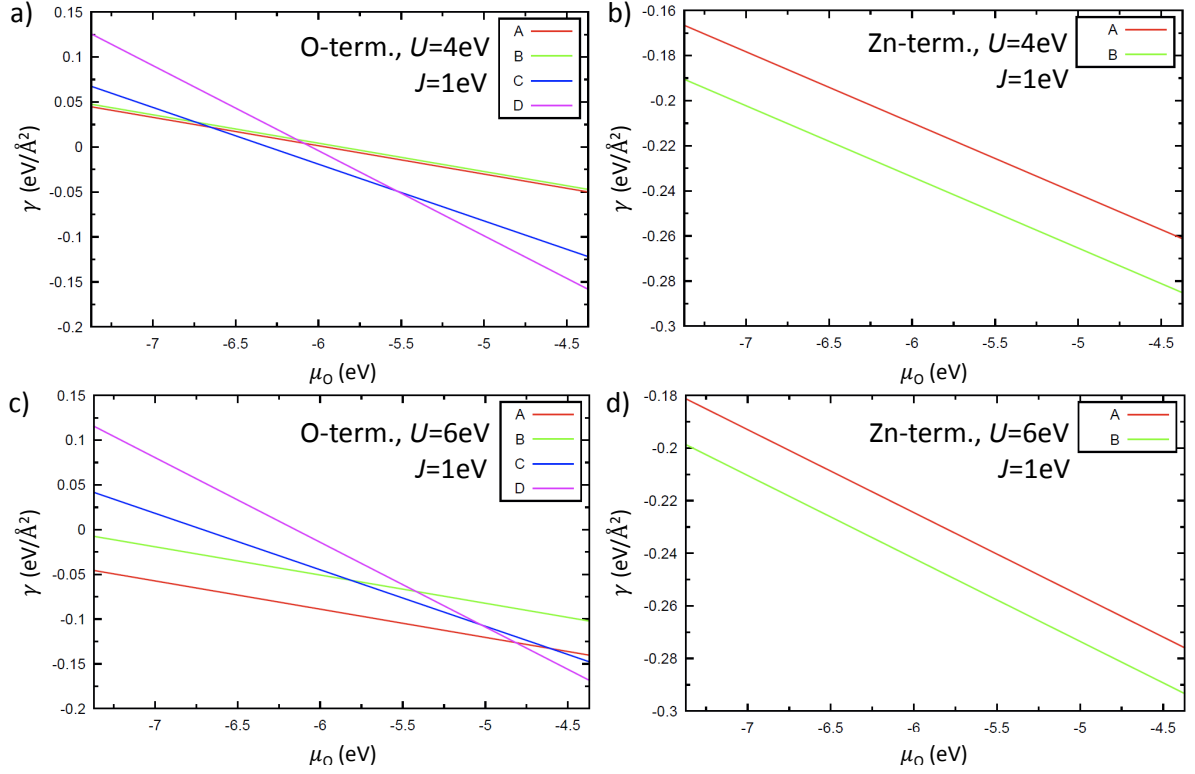 a)
O-term., U=4eV
J=1eV
A
B
C
D
0.15
0.1
0.05
0
-0.05
-0.1
-0.15
-0.2
γ (eV/Å²)
-7
-6.5
-6
-5.5
-5
-4.5
μO (eV)
b)
Zn-term., U=4eV
J=1eV
A
B
-0.16
-0.18
-0.2
-0.22
-0.24
-0.26
-0.28
-0.3
γ (eV/Å²)
-7
-6.5
-6
-5.5
-5
-4.5
μO (eV)
c)
O-term., U=6eV
J=1eV
A
B
C
D
0.15
0.1
0.05
0
-0.05
-0.1
-0.15
-0.2
γ (eV/Å²)
-7
-6.5
-6
-5.5
-5
-4.5
μO (eV)
d)
Zn-term., U=6eV
J=1eV
A
B
-0.18
-0.2
-0.22
-0.24
-0.26
-0.28
-0.3
γ (eV/Å²)
-7
-6.5
-6
-5.5
-5
-4.5
μO (eV)